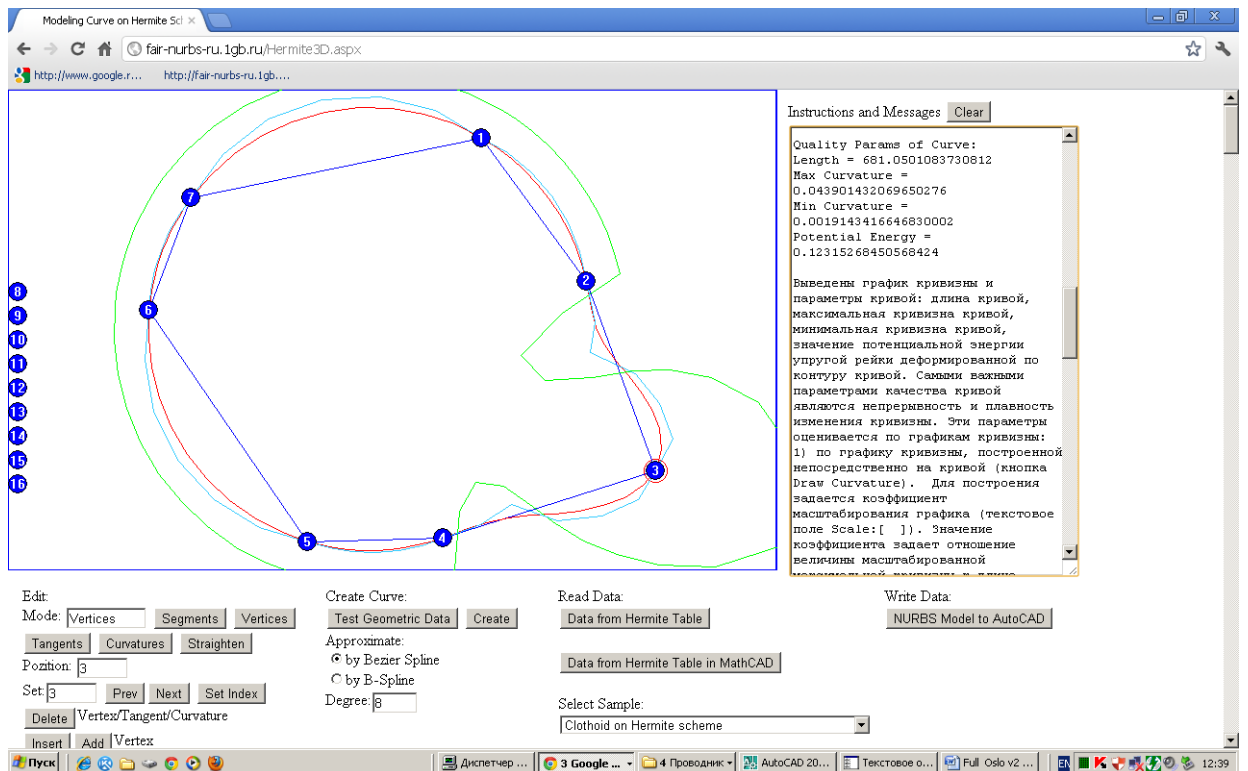 Modeling Curve on Hermite Scl
fair-nurbs-ru.1gb.ru/Hermite3D.aspx
http://www.google.r... http://fair-nurbs-ru.1gb....
Instructions and Messages Clear
Quality Params of Curve:
Length = 681.0501083730812
Max Curvature =
0.043901432069650276
Min Curvature =
0.0019143416646830002
Potential Energy =
0.12315268450568424
Выведены график кривизны и
параметры кривой: длина кривой,
максимальная кривизна кривой,
минимальная кривизна кривой,
значение потенциальной энергии
упругой рейки деформированной по
контуру кривой. Самыми важными
параметрами качества кривой
являются непрерывность и плавность
изменения кривизны. Эти параметры
оценивается по графикам кривизны:
1) по графику кривизны, построенной
непосредственно на кривой (кнопка
Draw Curvature). Для построения
задается коэффициент
масштабирования графика (текстовое
поле Scale:[ ]). Значение
коэффициента задает отношение
величины масштабированной
максимальной кривизны к длине
1
7
2
6
3
5
4
8
9
10
11
12
13
14
15
16
Edit:
Mode: Vertices Segments Vertices
Tangents Curvatures Straighten
Pozition: 3
Set: 3 Prev Next Set Index
Delete Vertex/Tangent/Curvature
Insert Add Vertex
Create Curve:
Test Geometric Data Create
Approximate:
by Bezier Spline
by B-Spline
Degree: 8
Read Data:
Data from Hermite Table
Data from Hermite Table in MathCAD
Select Sample:
Clothoid on Hermite scheme
Write Data:
NURBS Model to AutoCAD
Пуск Диспетчер ... 3 Google ... 4 Проводник AutoCAD 20... Текстовое о... Full Oslo v2 ... EN 12:39